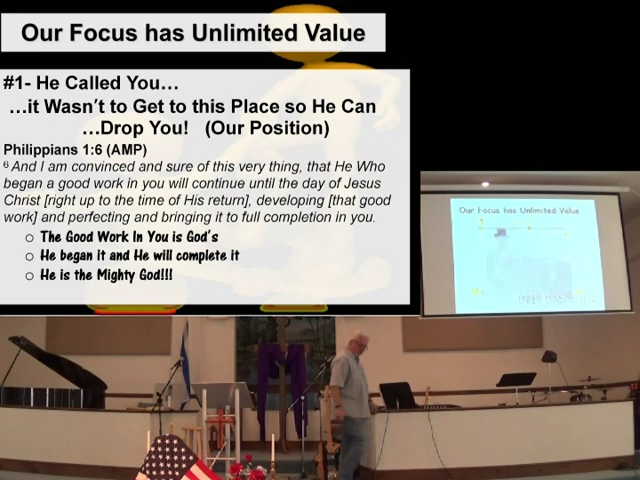 Our Focus has Unlimited Value
#1- He Called You…
…it Wasn't to Get to this Place so He Can
…Drop You! (Our Position)
Philippians 1:6 (AMP)
6 And I am convinced and sure of this very thing, that He Who
began a good work in you will continue until the day of Jesus
Christ [right up to the time of His return], developing [that good
work] and perfecting and bringing it to full completion in you.
o The Good Work In You is God's
o He began it and He will complete it
o He is the Mighty God!!!
Our Focus has Unlimited Value